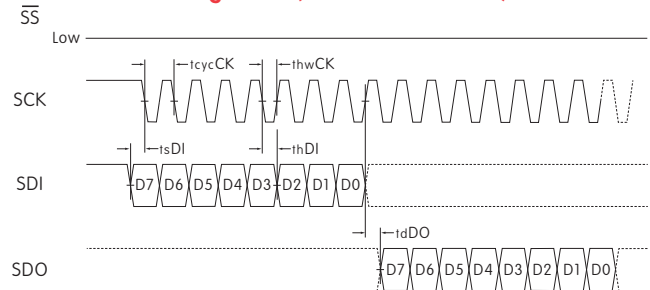 SS
Low
tcycCK
thwCK
SCK
tsDI
thDI
SDI
D7 D6 D5 D4 D3 D2 D1 D0
tdDO
SDO
D7 D6 D5 D4 D3 D2 D1 D0